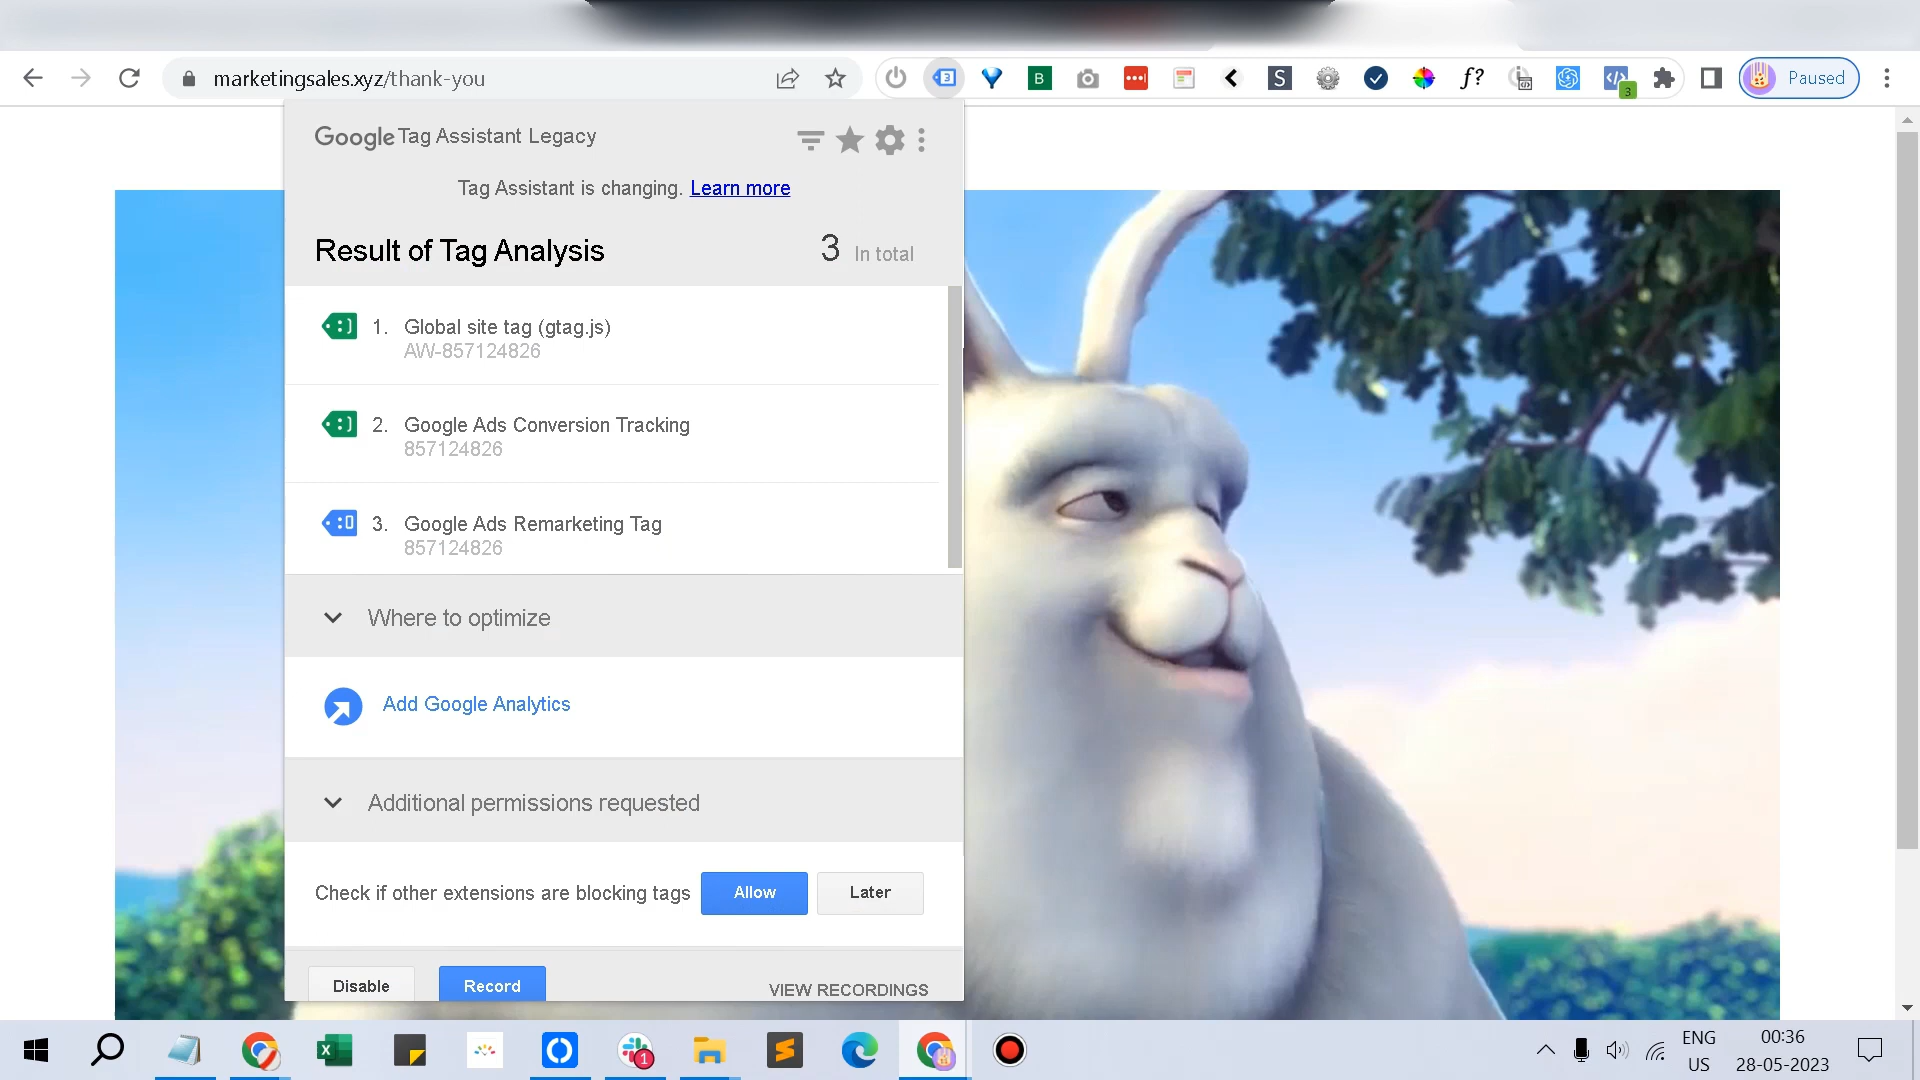 marketingsales.xyz/thank-you
3
B
S
f?
3
Paused
Google Tag Assistant Legacy
Tag Assistant is changing. Learn more
Result of Tag Analysis
3 In total
1. Global site tag (gtag.js)
AW-857124826
2. Google Ads Conversion Tracking
857124826
3. Google Ads Remarketing Tag
857124826
Where to optimize
Add Google Analytics
Additional permissions requested
Check if other extensions are blocking tags
Allow
Later
Disable
Record
VIEW RECORDINGS
1
ENG
US
00:36
28-05-2023